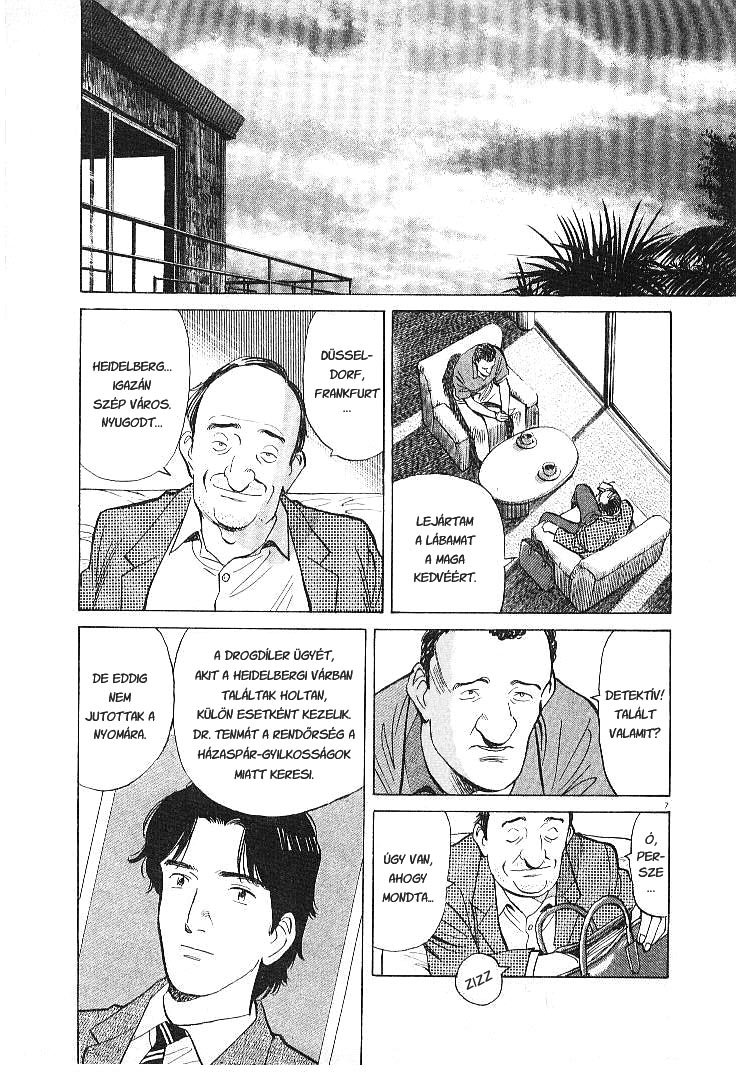 LEJÁRTAM
A LÁBAMAT
A MAGA
KEDVÉÉRT.
DÜSSEL-
DORF,
FRANKFURT
...
HEIDELBERG...
IGAZÁN
SZÉP VÁROS.
NYUGODT...
DETEKTÍV!
TALÁLT
VALAMIT?
7
Ó,
PER-
SZE
...
ÚGY VAN,
AHOGY
MONDTA...
ZIZZ
A DROGDÍLER ÜGYÉT,
AKIT A HEIDELBERGI VÁRBAN
TALÁLTAK HOLTAN,
KÜLÖN ESETKÉNT KEZELIK.
DR. TENMÁT A RENDŐRSÉG A
HÁZASPÁR-GYILKOSSÁGOK
MIATT KERESI.
DE EDDIG
NEM
JUTOTTAK A
NYOMÁRA.